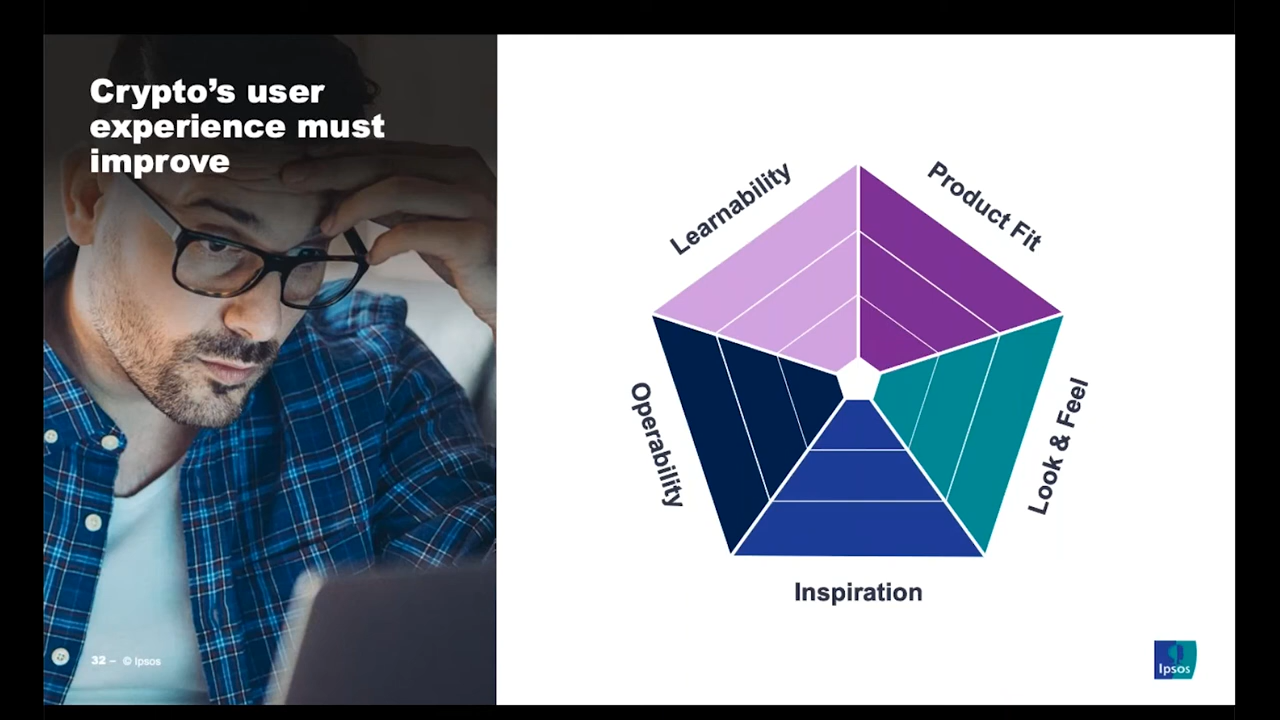 Crypto’s user
experience must
improve
Learnability
Product Fit
Operability
Look & Feel
Inspiration
32 – © Ipsos
Ipsos